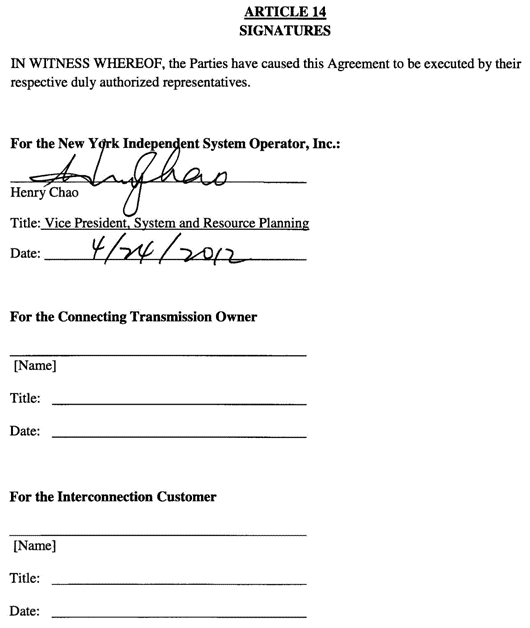 ARTICLE 14
SIGNATURES
IN WITNESS WHEREOF, the Parties have caused this Agreement to be executed by their
respective duly authorized representatives.
For the New York Independent System Operator, Inc.:
Henry Chao
Henry Chao
Title: Vice President, System and Resource Planning
Date: 4/24/2012
For the Connecting Transmission Owner
[Name]
Title:
Date:
For the Interconnection Customer
[Name]
Title:
Date: